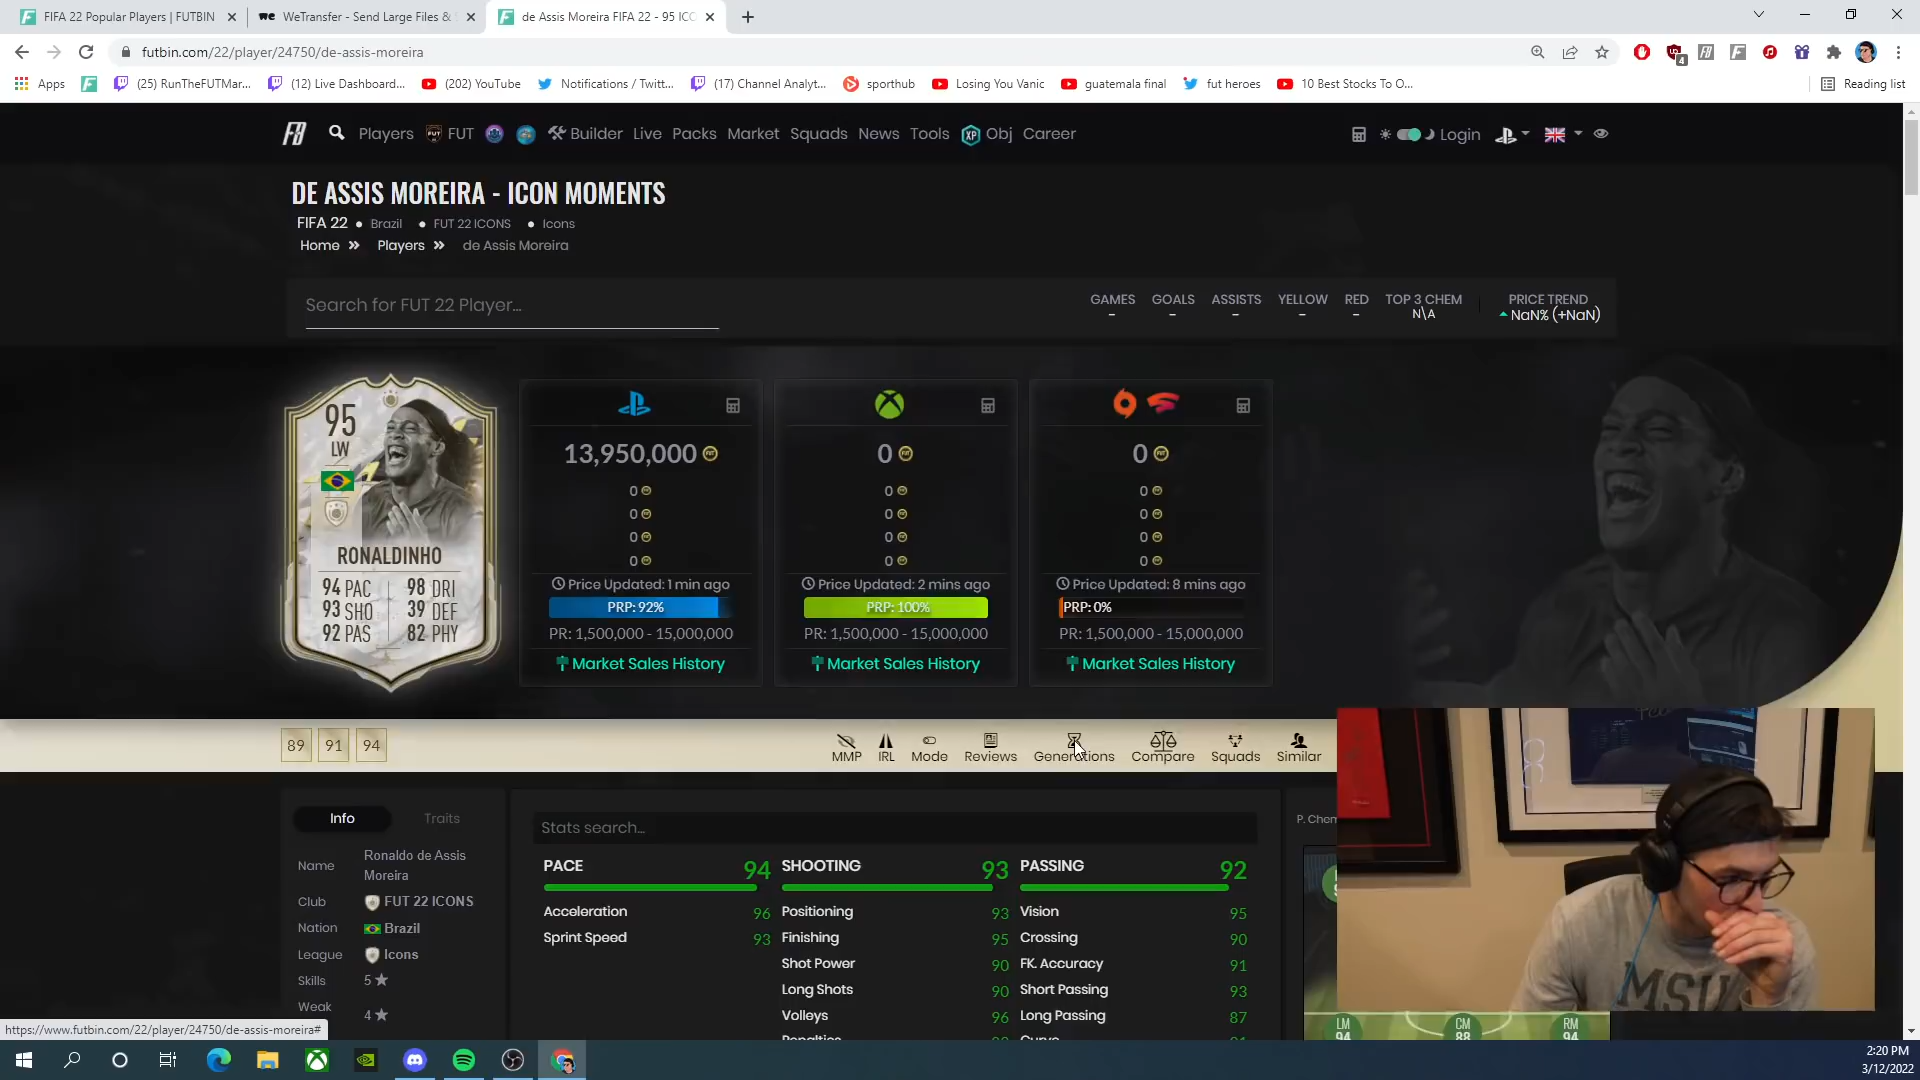 FIFA 22 Popular Players | FUTBIN
WeTransfer - Send Large Files &
de Assis Moreira FIFA 22 - 95 ICO
futbin.com/22/player/24750/de-assis-moreira
4
Apps
(25) RunTheFUTMar...
(12) Live Dashboard...
(202) YouTube
Notifications / Twitt...
(17) Channel Analyt...
sporthub
Losing You Vanic
guatemala final
fut heroes
10 Best Stocks To O...
Reading list
Players
FUT
Builder
Live
Packs
Market
Squads
News
Tools
XP
Obj
Career
Login
DE ASSIS MOREIRA - ICON MOMENTS
FIFA 22 • Brazil • FUT 22 ICONS • Icons
Home » Players » de Assis Moreira
Search for FUT 22 Player...
GAMES GOALS ASSISTS YELLOW RED TOP 3 CHEM PRICE TREND
- - - - - N\A NaN% (+NaN)
95
LW
RONALDINHO
94 PAC 98 DRI
93 SHO 39 DEF
92 PAS 82 PHY
13,950,000
0
0
0
0
Price Updated: 1 min ago
PRP: 92%
PR: 1,500,000 - 15,000,000
Market Sales History
0
0
0
0
0
Price Updated: 2 mins ago
PRP: 100%
PR: 1,500,000 - 15,000,000
Market Sales History
0
0
0
0
0
Price Updated: 8 mins ago
PRP: 0%
PR: 1,500,000 - 15,000,000
Market Sales History
89 91 94
MMP IRL Mode Reviews Generations Compare Squads Similar
Info Traits
Name Ronaldo de Assis
Moreira
Club FUT 22 ICONS
Nation Brazil
League Icons
Skills 5
Weak
4
Stats search...
PACE 94
Acceleration 96
Sprint Speed 93
SHOOTING 93
Positioning 93
Finishing 95
Shot Power 90
Long Shots 90
Volleys 96
PASSING 92
Vision 95
Crossing 90
FK. Accuracy 91
Short Passing 93
Long Passing 87
P. Chem
MSU
LM CM RM
94 88 94
https://www.futbin.com/22/player/24750/de-assis-moreira#
2:20 PM
3/12/2022